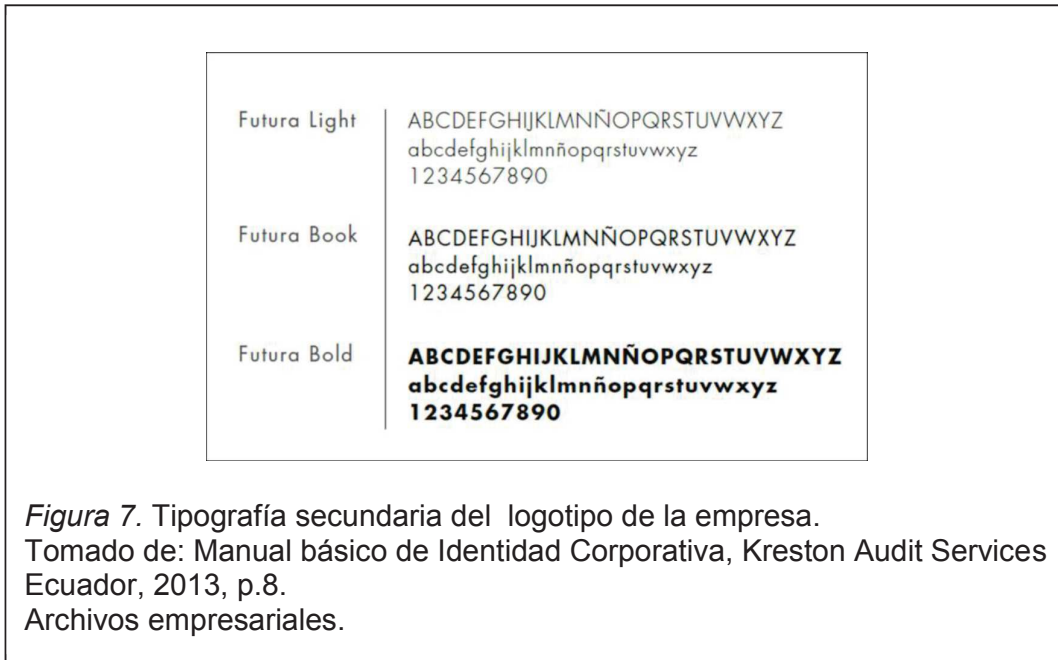 Futura Light
ABCDEFGHIJKLMNÑOPQRSTUVWXYZ
abcdefghijklmnñopqrstuvwxyz
1234567890
Futura Book
ABCDEFGHIJKLMNÑOPQRSTUVWXYZ
abcdefghijklmnñopqrstuvwxyz
1234567890
Futura Bold
ABCDEFGHIJKLMNÑOPQRSTUVWXYZ
abcdefghijklmnñopqrstuvwxyz
1234567890
Figura 7. Tipografía secundaria del logotipo de la empresa.
Tomado de: Manual básico de Identidad Corporativa, Kreston Audit Services
Ecuador, 2013, p.8.
Archivos empresariales.